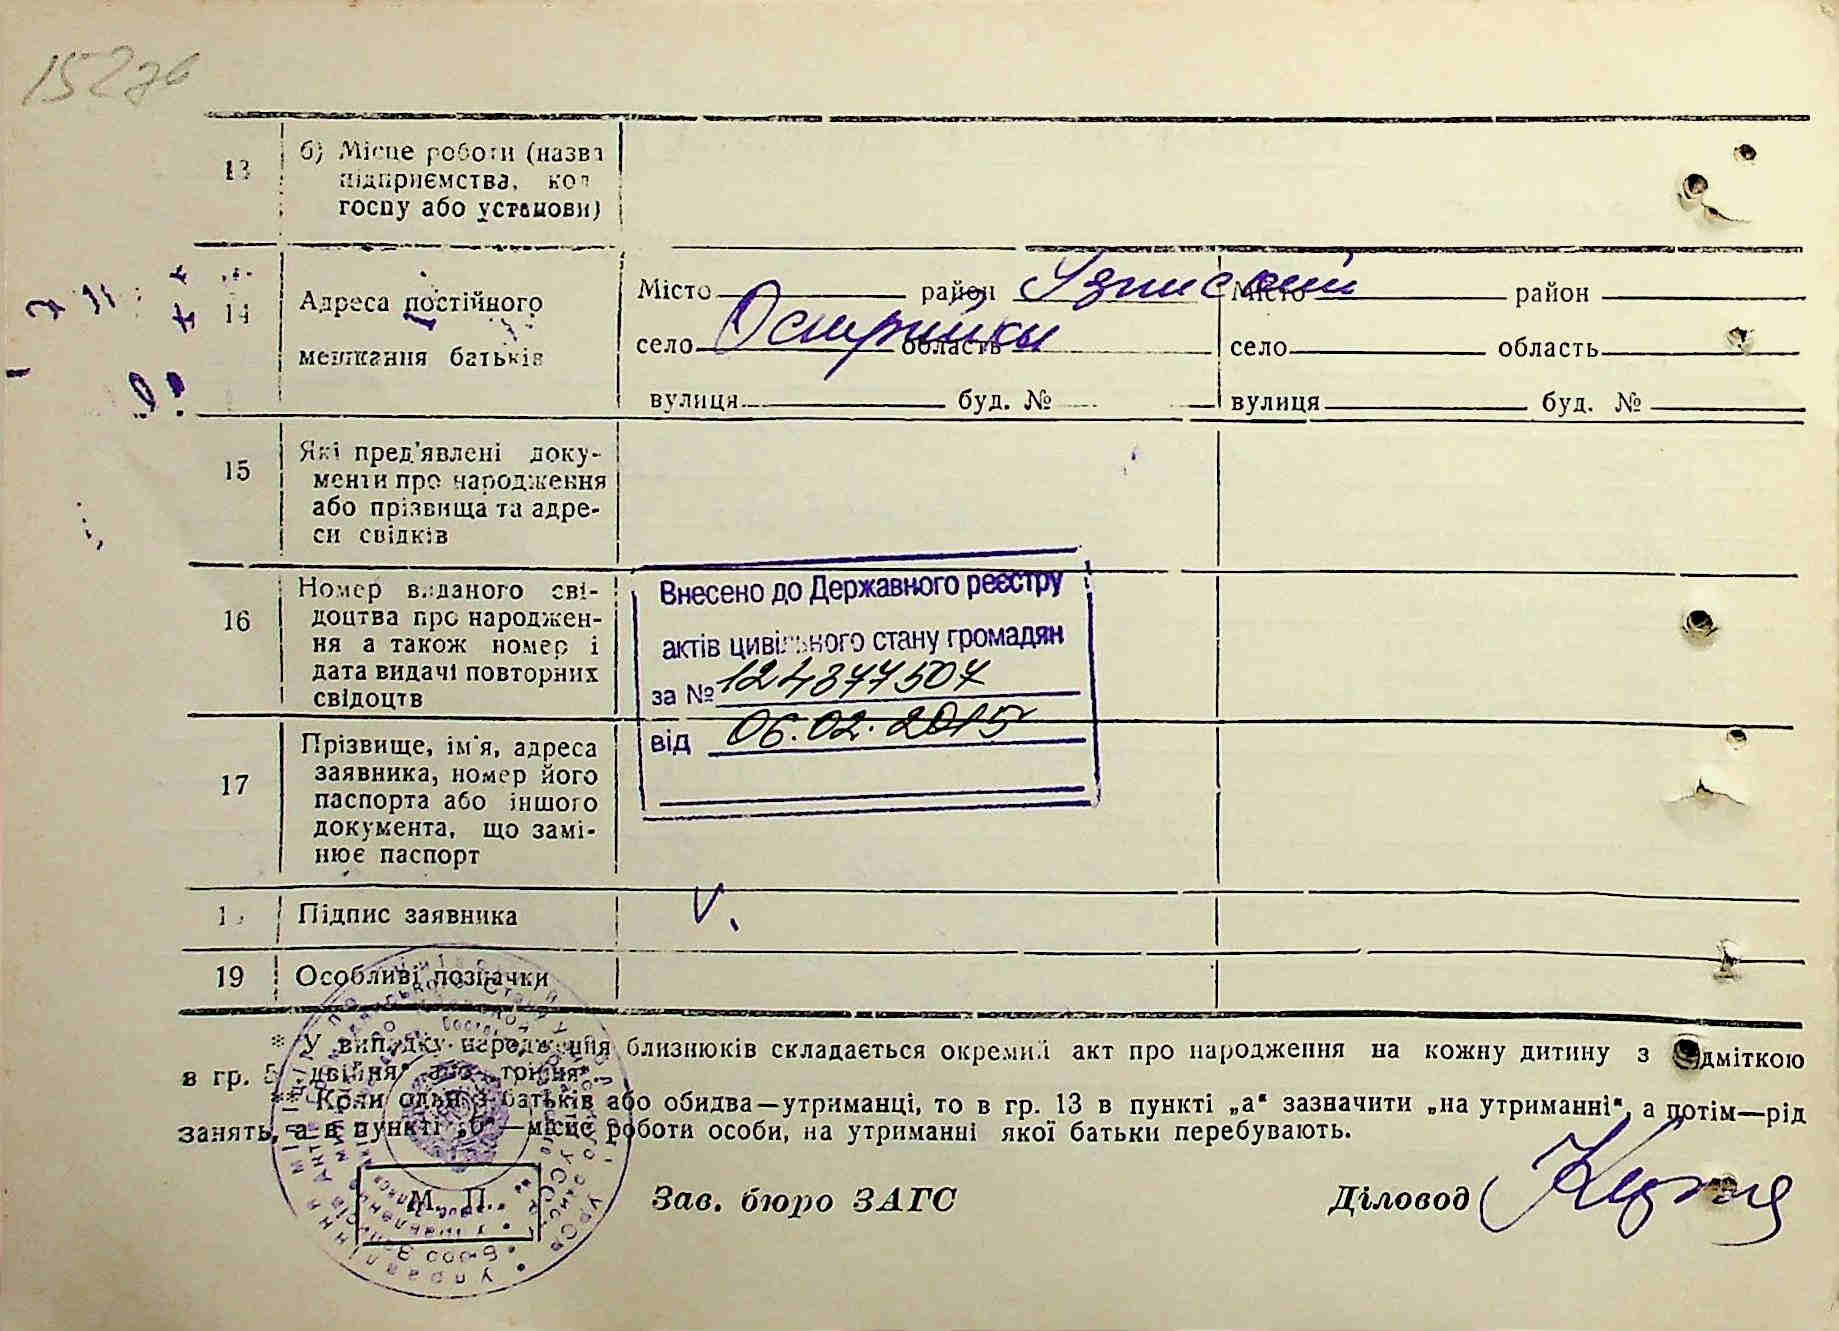 152зв
13
б) Місце роботи (назва
підприємства, кол
госпу або установи)
14
Адреса постійного
мешкання батьків
Місто район
село Острійки область
вулиця буд. №
Місто район
село область
вулиця буд. №
15
Які пред'явлені доку-
менти про народження
або прізвища та адре-
си свідків
16
Номер виданого сві-
доцтва про народжен-
ня а також номер і
дата видачі повторних
свідоцтв
Внесено до Державного реєстру
актів цивільного стану громадян
за № 124877507
від 06.02.2015
17
Прізвище, ім'я, адреса
заявника, номер його
паспорта або іншого
документа, що замі-
нює паспорт
Підпис заявника
V.
19
Особливі позначки
* У випадку народження близнюків складається окремий акт про народження на кожну дитину з відміткою
в гр. 5 „двійня“ або „трійня“.
** Коли один з батьків або обидва—утриманці, то в гр. 13 в пункті „а“ зазначити „на утриманні“, а потім—рід
занять, а в пункті „б“—місце роботи особи, на утриманні якої батьки перебувають.
М. П.
Зав. бюро ЗАГС
Діловод